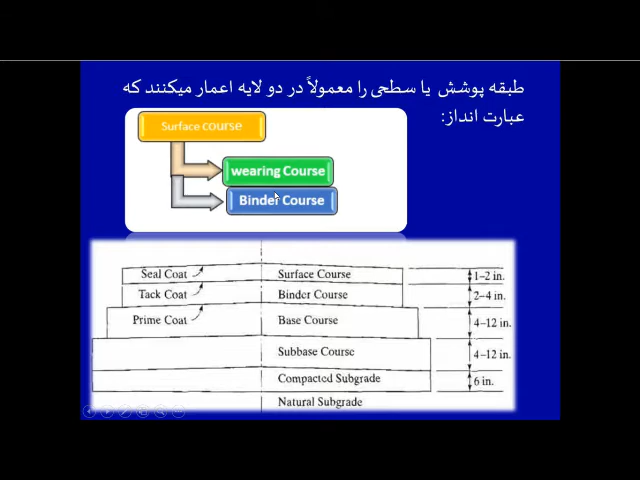 طبقه پوشش یا سطحی را معمولاً در دو لایه اعمار میکنند که
عبارت انداز:
Surface course
wearing Course
Binder Course
Seal Coat Surface Course 1–2 in.
Tack Coat Binder Course 2–4 in.
Prime Coat Base Course 4–12 in.
Subbase Course 4–12 in.
Compacted Subgrade 6 in.
Natural Subgrade